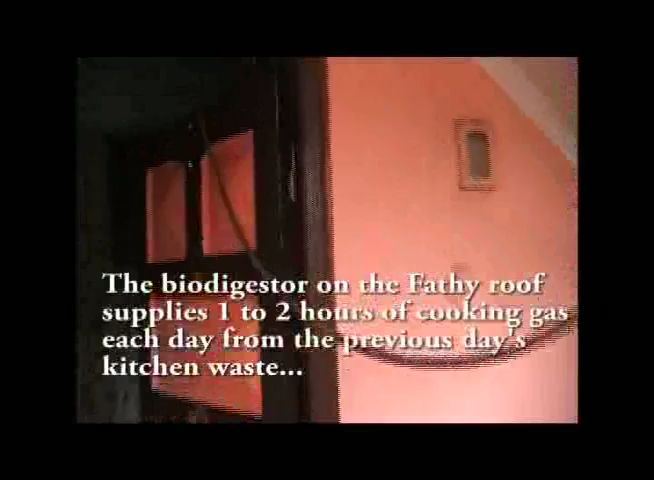 The biodigestor on the Fathy roof
supplies 1 to 2 hours of cooking gas
each day from the previous day's
kitchen waste...